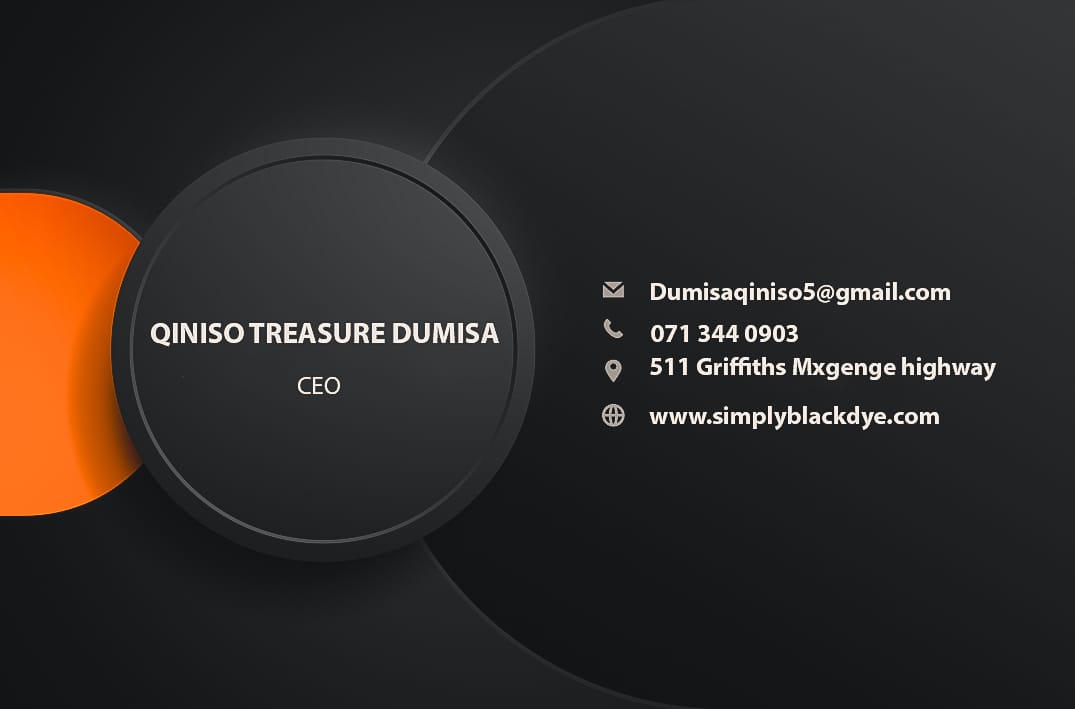 QINISO TREASURE DUMISA
CEO
Dumisaqiniso5@gmail.com
071 344 0903
511 Griffiths Mxgenge highway
www.simplyblackdye.com